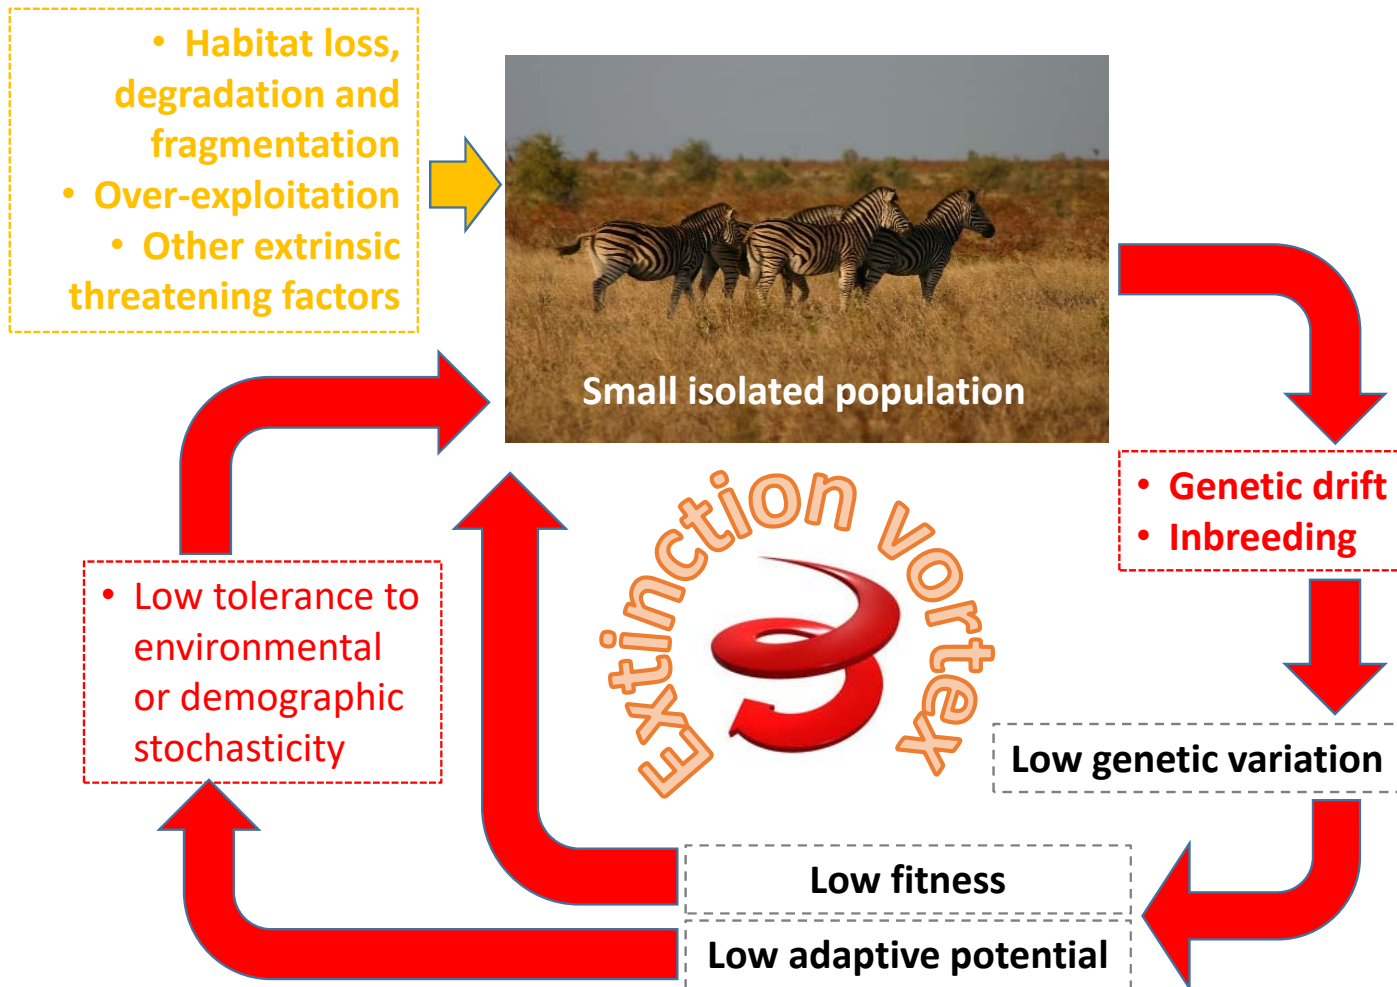 • Habitat loss,
degradation and
fragmentation
• Over-exploitation
• Other extrinsic
threatening factors
Small isolated population
• Genetic drift
• Inbreeding
Low genetic variation
Low fitness
Low adaptive potential
• Low tolerance to
environmental
or demographic
stochasticity
Extinction vortex